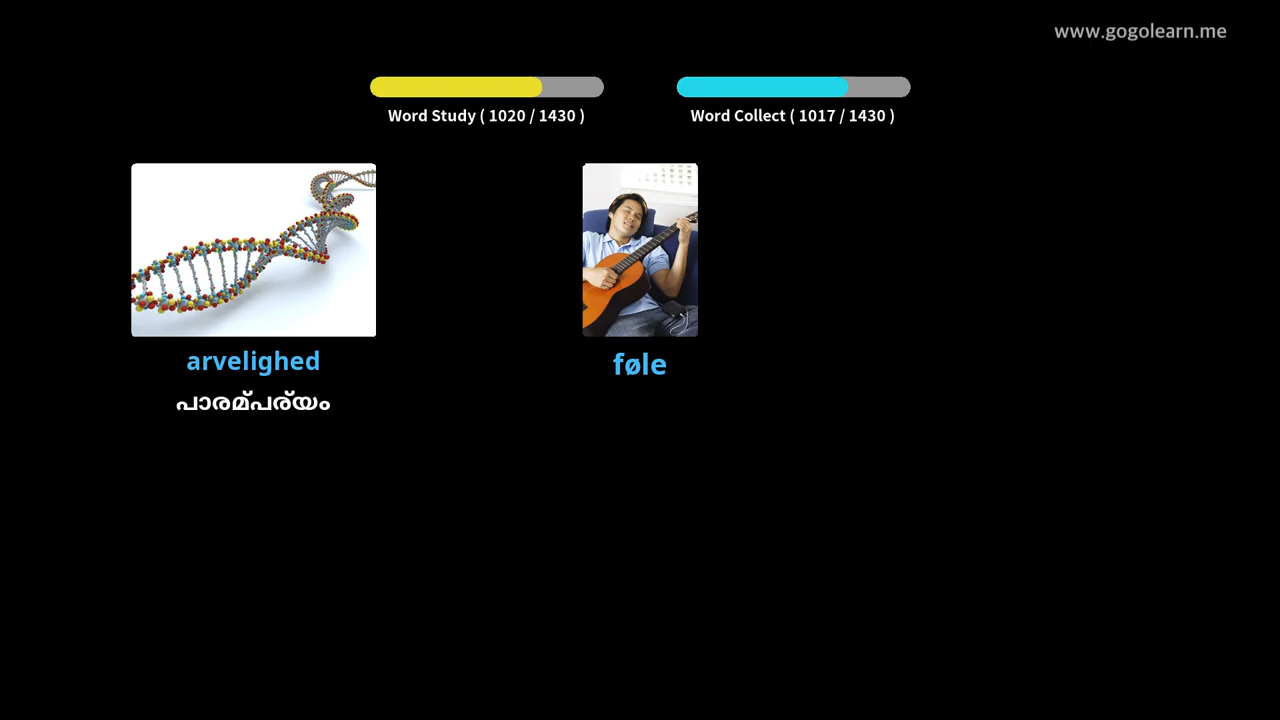 www.gogolearn.me
Word Study ( 1020 / 1430 )
Word Collect ( 1017 / 1430 )
arvelighed
føle
പാരമ്പര്യം